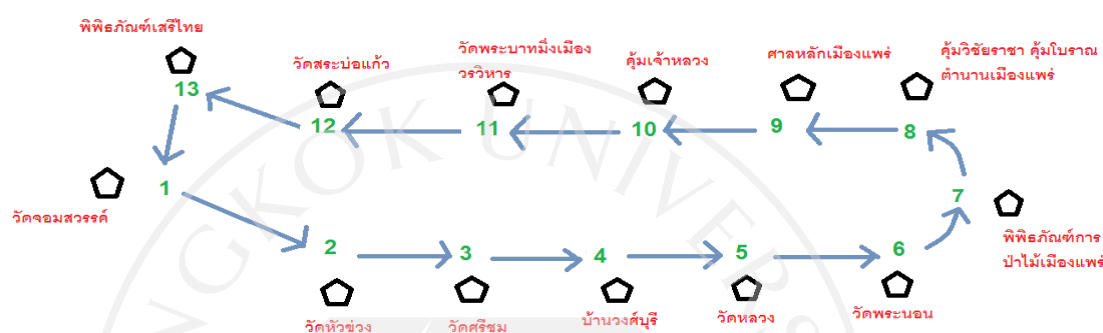 พิพิธภัณฑ์เสรีไทย
13
วัดสระบ่อแก้ว
12
วัดพระบาทมิ่งเมือง
วรวิหาร
11
คุ้มเจ้าหลวง
10
ศาลหลักเมืองแพร่
9
คุ้มวิชัยราชา คุ้มโบราณ
ตำนานเมืองแพร่
8
1
วัดจอมสวรรค์
2
วัดหัวข่วง
3
วัดศรีชุม
4
บ้านวงศ์บุรี
5
วัดหลวง
6
วัดพระนอน
7
พิพิธภัณฑ์การ
ป่าไม้เมืองแพร่
NGKOK UNIVERS